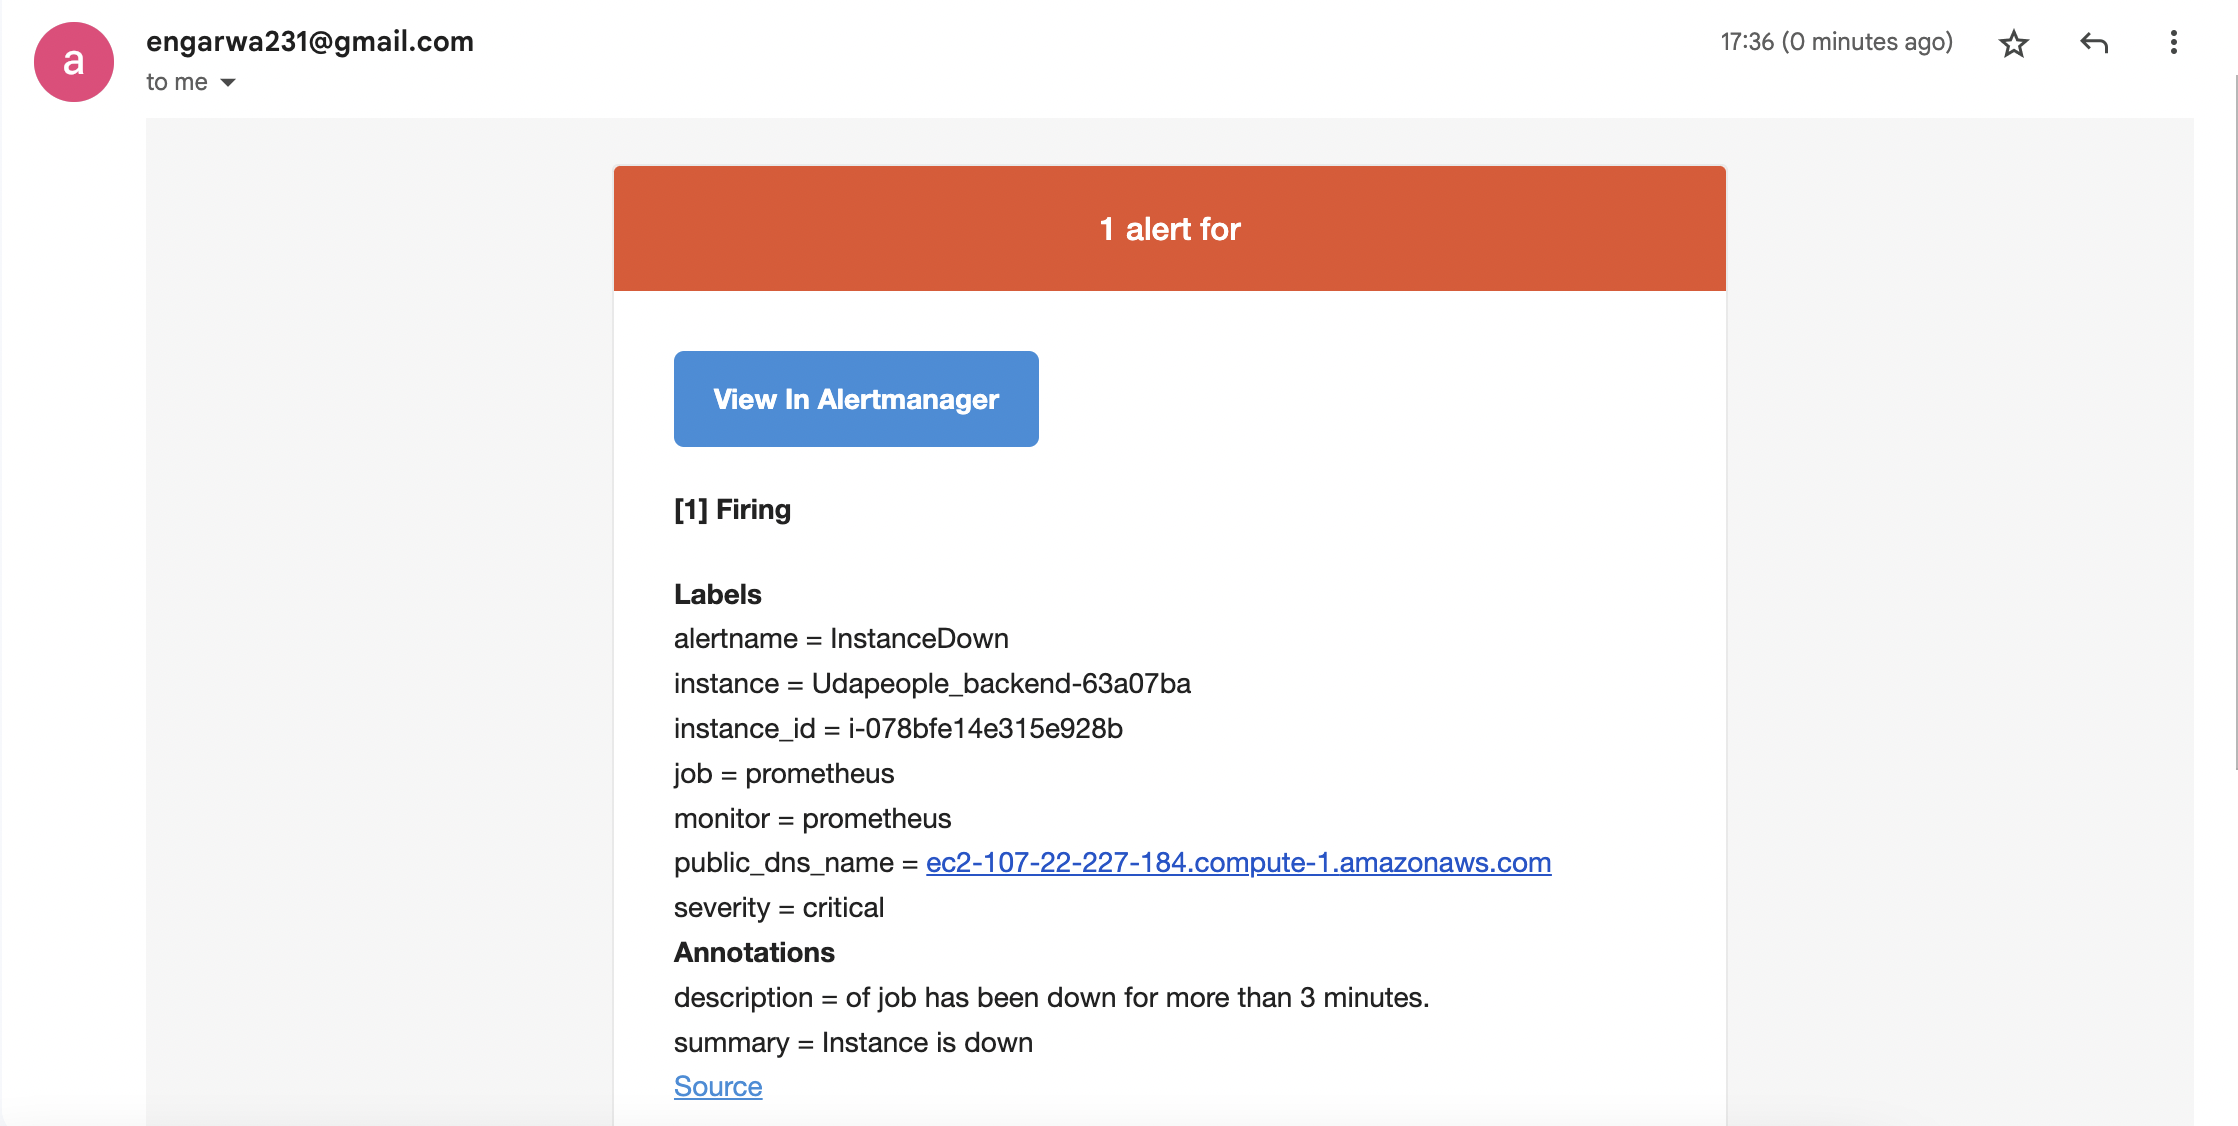 a
engarwa231@gmail.com
17:36 (0 minutes ago)
to me
1 alert for
View In Alertmanager
[1] Firing
Labels
alertname = InstanceDown
instance = Udapeople_backend-63a07ba
instance_id = i-078bfe14e315e928b
job = prometheus
monitor = prometheus
public_dns_name = ec2-107-22-227-184.compute-1.amazonaws.com
severity = critical
Annotations
description = of job has been down for more than 3 minutes.
summary = Instance is down
Source